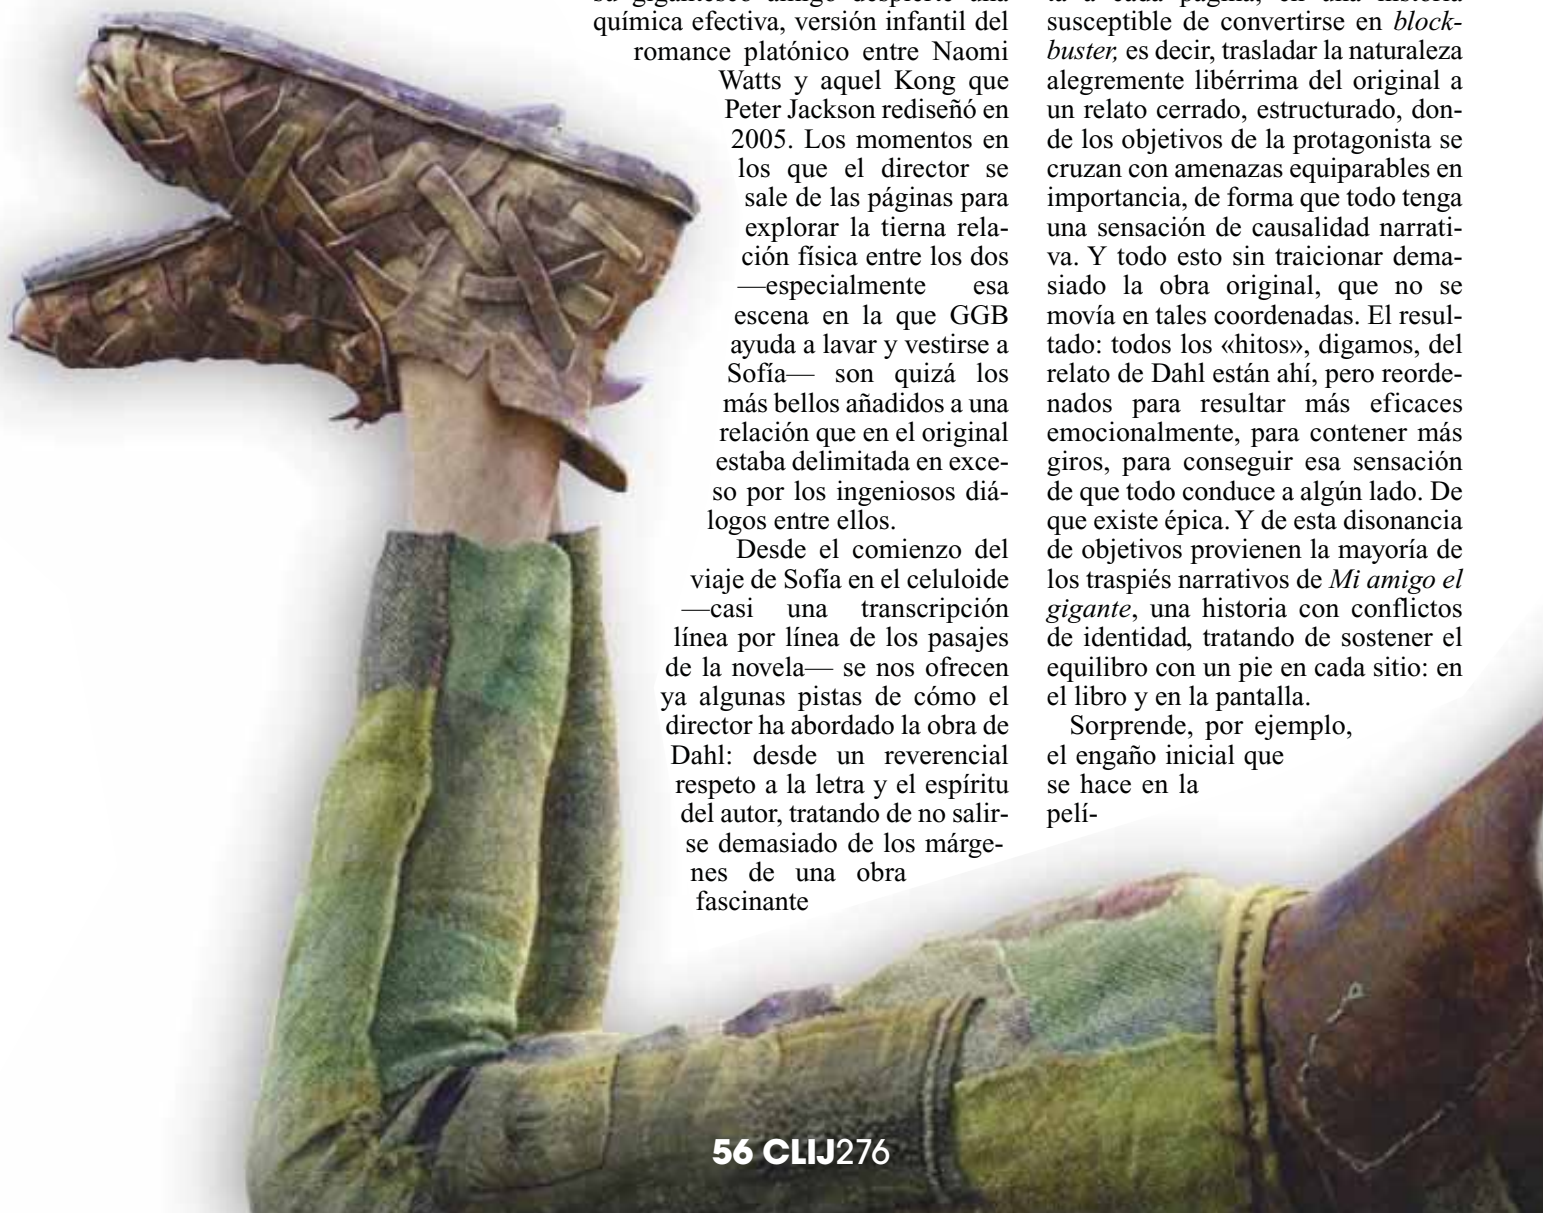 química efectiva, versión infantil del
romance platónico entre Naomi
Watts y aquel Kong que
Peter Jackson rediseñó en
2005. Los momentos en
los que el director se
sale de las páginas para
explorar la tierna rela-
ción física entre los dos
—especialmente esa
escena en la que GGB
ayuda a lavar y vestirse a
Sofía— son quizá los
más bellos añadidos a una
relación que en el original
estaba delimitada en exce-
so por los ingeniosos diá-
logos entre ellos.
Desde el comienzo del
viaje de Sofía en el celuloide
—casi una transcripción
línea por línea de los pasajes
de la novela— se nos ofrecen
ya algunas pistas de cómo el
director ha abordado la obra de
Dahl: desde un reverencial
respeto a la letra y el espíritu
del autor, tratando de no salir-
se demasiado de los márge-
nes de una obra
fascinante
susceptible de convertirse en block-
buster, es decir, trasladar la naturaleza
alegremente libérrima del original a
un relato cerrado, estructurado, don-
de los objetivos de la protagonista se
cruzan con amenazas equiparables en
importancia, de forma que todo tenga
una sensación de causalidad narrati-
va. Y todo esto sin traicionar dema-
siado la obra original, que no se
movía en tales coordenadas. El resul-
tado: todos los «hitos», digamos, del
relato de Dahl están ahí, pero reorde-
nados para resultar más eficaces
emocionalmente, para contener más
giros, para conseguir esa sensación
de que todo conduce a algún lado. De
que existe épica. Y de esta disonancia
de objetivos provienen la mayoría de
los traspiés narrativos de Mi amigo el
gigante, una historia con conflictos
de identidad, tratando de sostener el
equilibro con un pie en cada sitio: en
el libro y en la pantalla.
Sorprende, por ejemplo,
el engaño inicial que
se hace en la
pelí-
56 CLIJ276